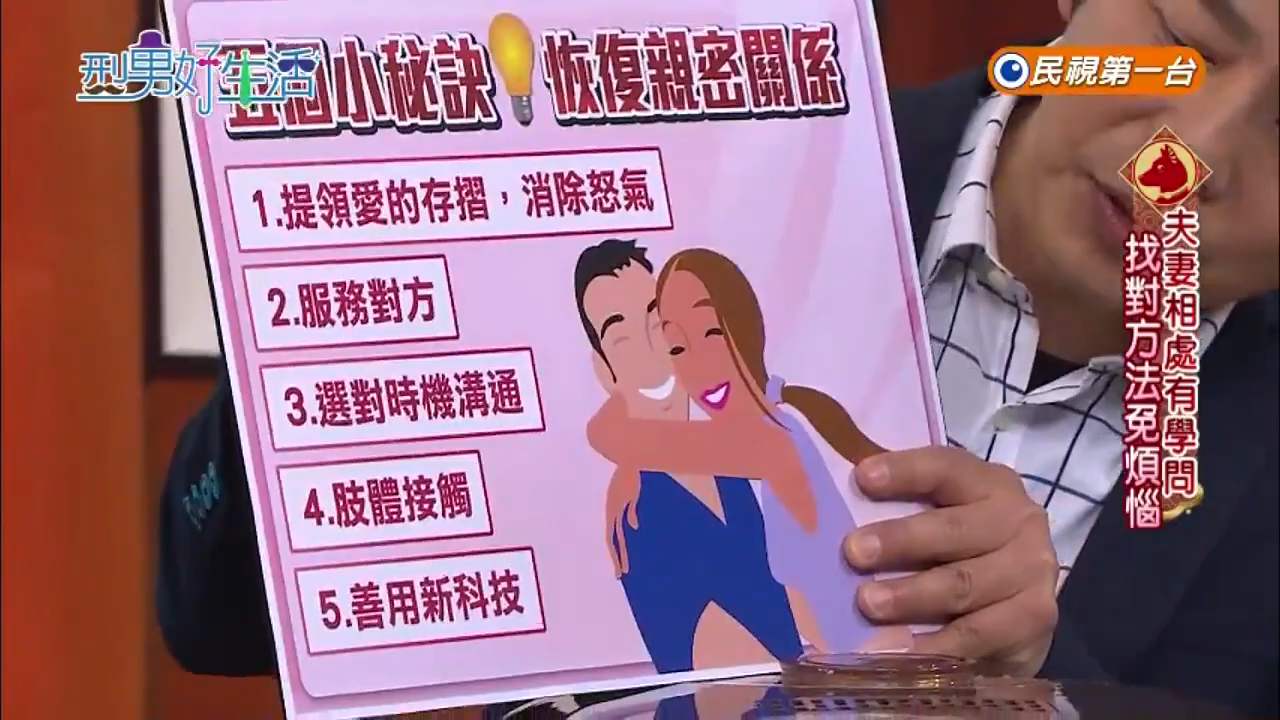 型男好生活
五個小秘訣 恢復親密關係
民視第一台
1.提領愛的存摺，消除怒氣
2.服務對方
3.選對時機溝通
4.肢體接觸
5.善用新科技
夫妻相處有學問
找對方法免煩惱